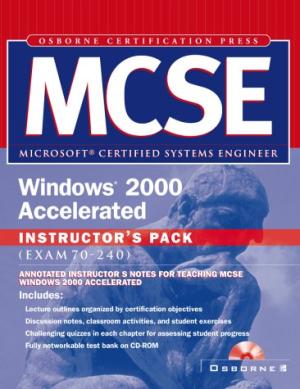 OSBORNE CERTIFICATION PRESS
MCSE
MICROSOFT® CERTIFIED SYSTEMS ENGINEER
Windows® 2000
Accelerated
INSTRUCTOR'S PACK
(EXAM 70-240)
ANNOTATED INSTRUCTOR S NOTES FOR TEACHING MCSE
WINDOWS 2000 ACCELERATED
Includes:
Lecture outlines organized by certification objectives
Discussion notes, classroom activities, and student exercises
Challenging quizzes in each chapter for assessing student progress
Fully networkable test bank on CD-ROM
OSBORNE